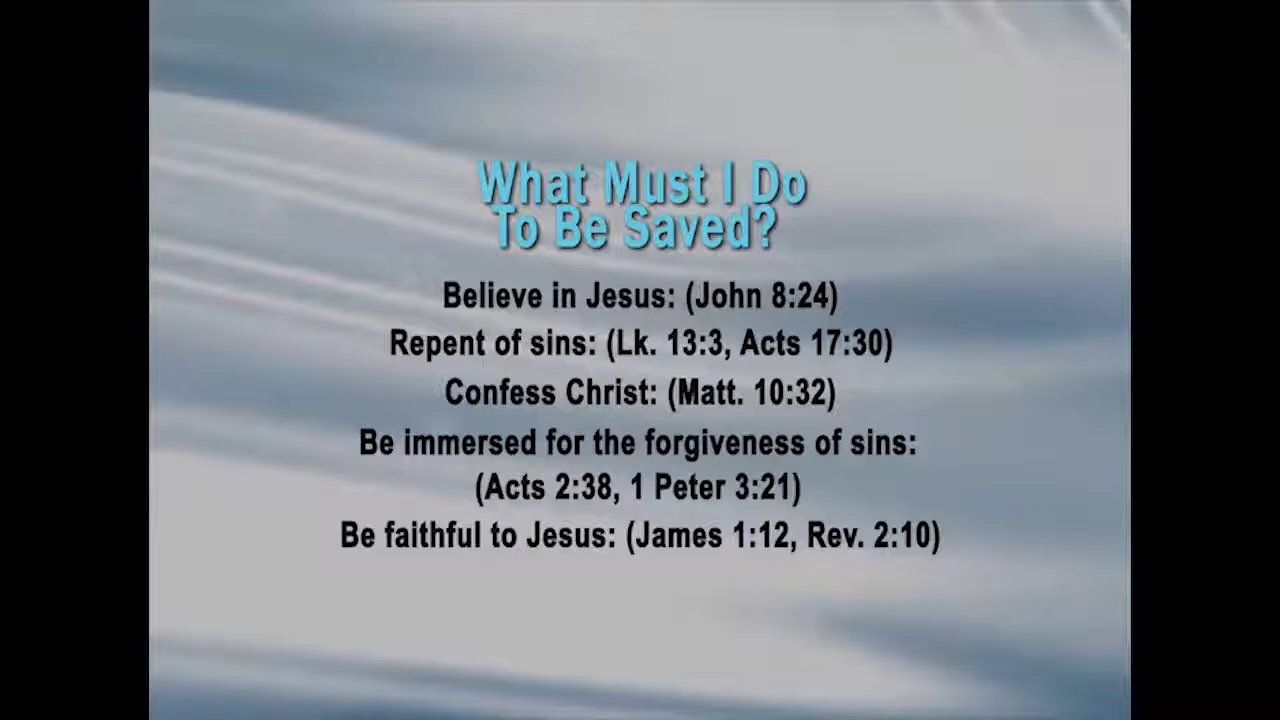 What Must I Do
To Be Saved?
Believe in Jesus: (John 8:24)
Repent of sins: (Lk. 13:3, Acts 17:30)
Confess Christ: (Matt. 10:32)
Be immersed for the forgiveness of sins:
(Acts 2:38, 1 Peter 3:21)
Be faithful to Jesus: (James 1:12, Rev. 2:10)